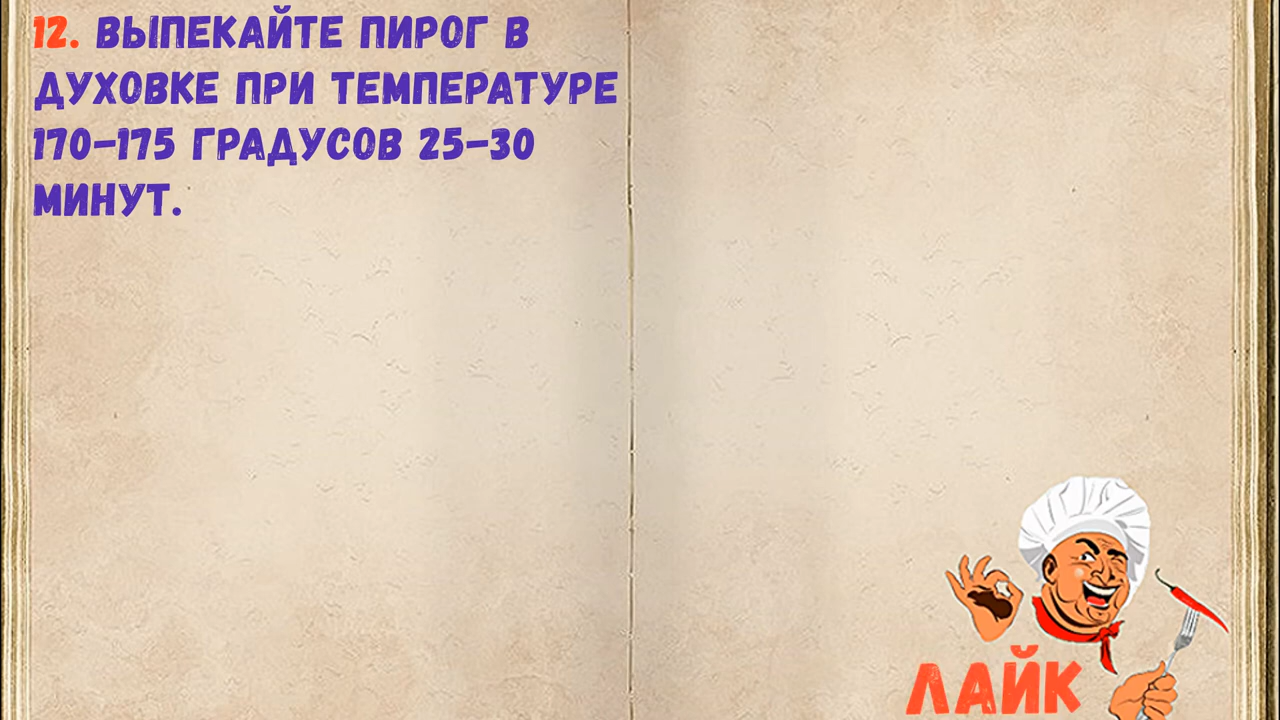 12. ВЫПЕКАЙТЕ ПИРОГ В
ДУХОВКЕ ПРИ ТЕМПЕРАТУРЕ
170-175 ГРАДУСОВ 25-30
МИНУТ.
ЛАЙК